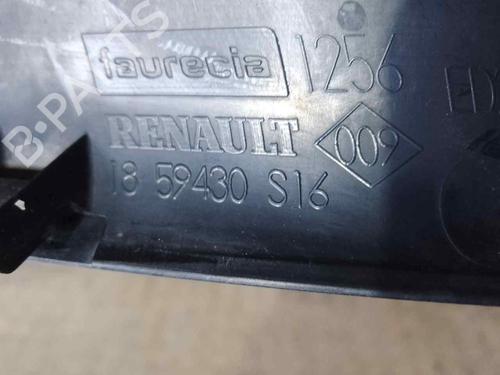 faurecia 1256
RENAULT 009
18 59430 S16
B-PARTS